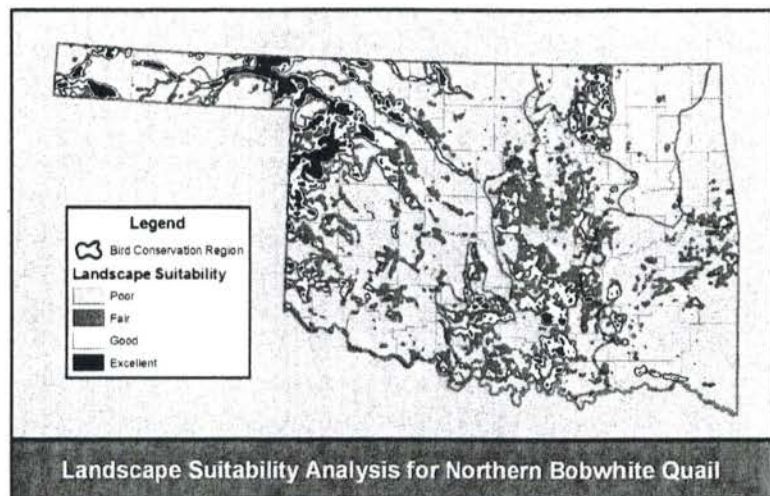 Legend
Bird Conservation Region
Landscape Suitability
Poor
Fair
Good
Excellent
Landscape Suitability Analysis for Northern Bobwhite Quail